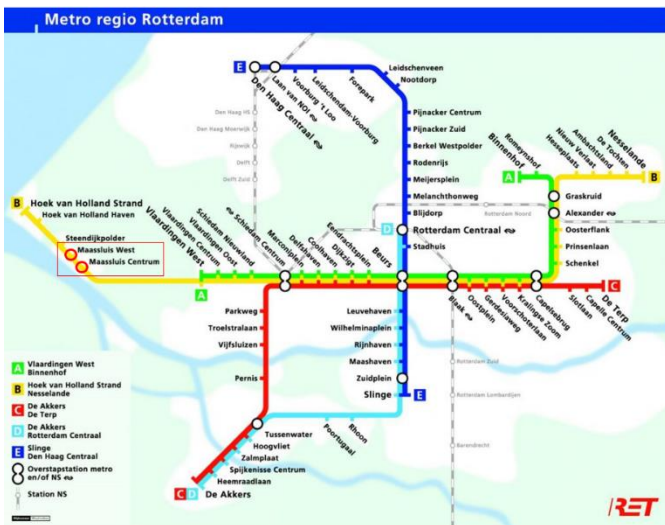 Metro regio Rotterdam
E
Den Haag Centraal
Laan van NOI
Voorburg 't Loo
Leidschendam-Voorburg
Forepark
Leidschenveen
Nootdorp
Den Haag HS
Den Haag Moerwijk
Rijswijk
Delft
Delft Zuid
Pijnacker Centrum
Pijnacker Zuid
Berkel Westpolder
Rodenrijs
Meijersplein
Melanchthonweg
Blijdorp
D
Rotterdam Centraal
Stadhuis
Rotterdam Noord
A
Binnenhof
Romeynshof
Graskruid
Alexander
Oosterflank
Prinsenlaan
Schenkel
Hesseplaats
Nieuw Verlaat
Ambachtsland
De Tochten
Nesselande
B
B
Hoek van Holland Strand
Hoek van Holland Haven
Steendijkpolder
Maassluis West
Maassluis Centrum
Vlaardingen West
A
Vlaardingen Centrum
Vlaardingen Oost
Schiedam Nieuwland
Schiedam Centrum
Marconiplein
Delfshaven
Coolhaven
Dijkzigt
Eendrachtsplein
Beurs
Blaak
Oostplein
Gerdesiaweg
Voorschoterlaan
Kralingse Zoom
Capelsebrug
Slotlaan
Capelle Centrum
De Terp
C
Parkweg
Troelstralaan
Vijfsluizen
Pernis
Leuvehaven
Wilhelminaplein
Rijnhaven
Maashaven
Zuidplein
Slinge
E
Rotterdam Zuid
Rotterdam Lombardijen
Barendrecht
Tussenwater
Hoogvliet
Zalmplaat
Spijkenisse Centrum
Heemraadlaan
C D De Akkers
Poortugaal
Rhoon
A Vlaardingen West
Binnenhof
B Hoek van Holland Strand
Nesselande
C De Akkers
De Terp
D De Akkers
Rotterdam Centraal
E Slinge
Den Haag Centraal
Overstapstation metro
en/of NS
Station NS
RET